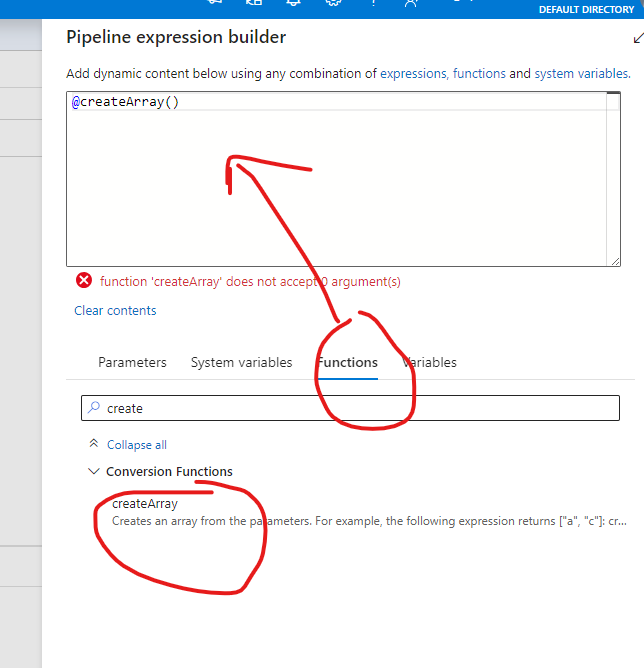 DEFAULT DIRECTORY
Pipeline expression builder
Add dynamic content below using any combination of expressions, functions and system variables.
@createArray()
function 'createArray' does not accept 0 argument(s)
Clear contents
Parameters System variables Functions Variables
create
Collapse all
Conversion Functions
createArray
Creates an array from the parameters. For example, the following expression returns ["a", "c"]: cr...